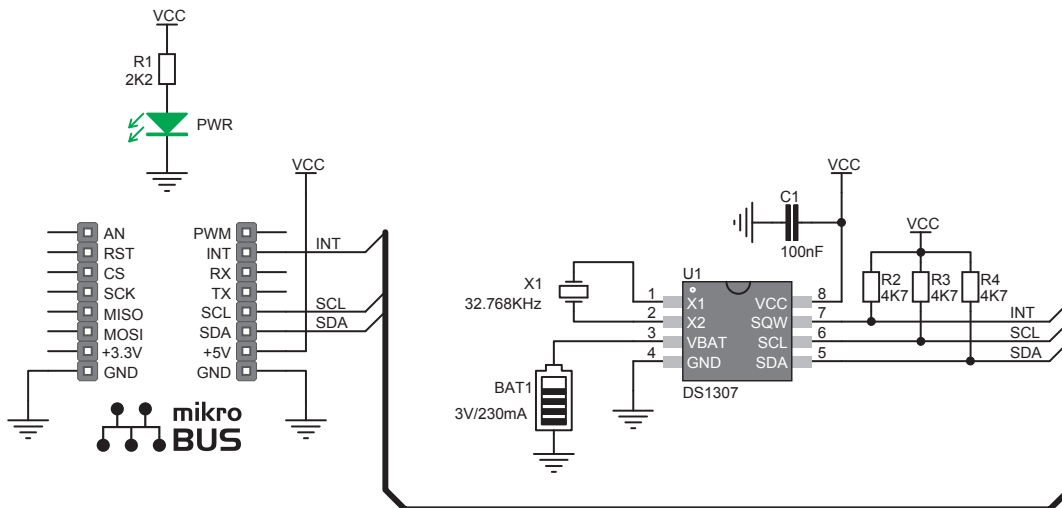 VCC
R1
2K2
PWR
VCC
AN
RST
CS
SCK
MISO
MOSI
+3.3V
GND
PWM
INT
RX
TX
SCL
SDA
+5V
GND
INT
SCL
SDA
mikro
BUS
VCC
C1
100nF
VCC
X1
32.768KHz
U1
1
2
3
4
X1
X2
VBAT
GND
VCC
SQW
SCL
SDA
8
7
6
5
DS1307
R2
4K7
R3
4K7
R4
4K7
INT
SCL
SDA
BAT1
3V/230mA